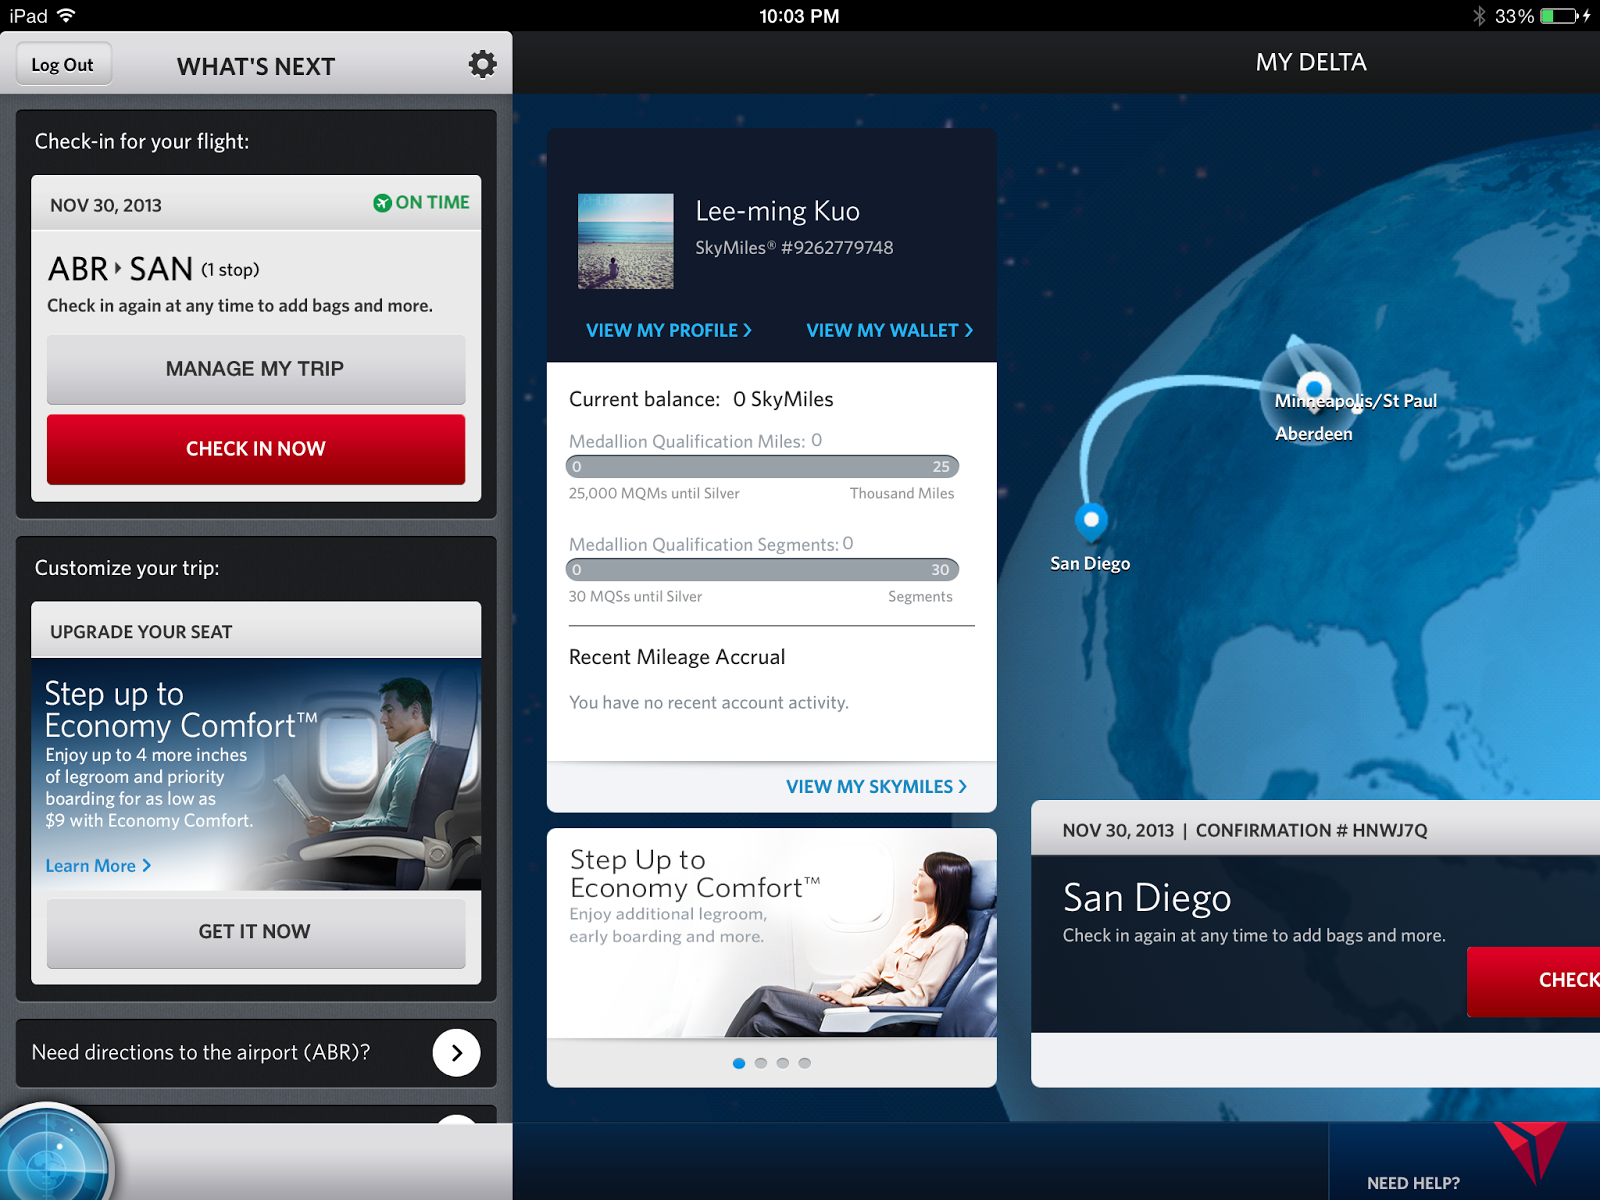 iPad
10:03 PM
33%
Log Out
WHAT'S NEXT
MY DELTA
Check-in for your flight:
NOV 30, 2013
ON TIME
ABR SAN (1 stop)
Check in again at any time to add bags and more.
MANAGE MY TRIP
CHECK IN NOW
Customize your trip:
UPGRADE YOUR SEAT
Step up to
Economy Comfort™
Enjoy up to 4 more inches
of legroom and priority
boarding for as low as
$9 with Economy Comfort.
Learn More
GET IT NOW
Need directions to the airport (ABR)?
Lee-ming Kuo
SkyMiles® #9262779748
VIEW MY PROFILE
VIEW MY WALLET
Current balance: 0 SkyMiles
Medallion Qualification Miles: 0
0 25
25,000 MQMs until Silver Thousand Miles
Medallion Qualification Segments: 0
0 30
30 MQSs until Silver Segments
Recent Mileage Accrual
You have no recent account activity.
VIEW MY SKYMILES
Step Up to
Economy Comfort™
Enjoy additional legroom,
early boarding and more.
Minneapolis/St Paul
Aberdeen
San Diego
NOV 30, 2013 | CONFIRMATION # HNWJ7Q
San Diego
Check in again at any time to add bags and more.
CHECK
NEED HELP?